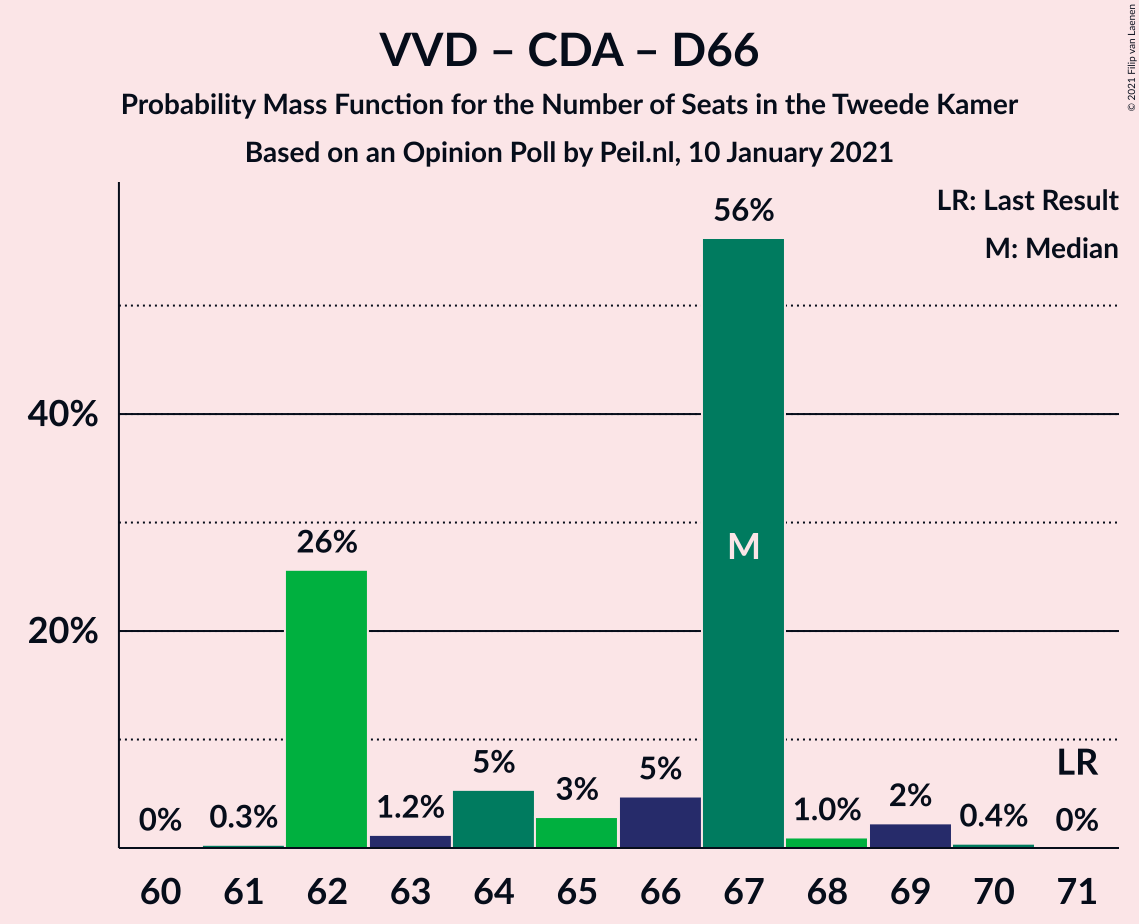 VVD – CDA – D66
Probability Mass Function for the Number of Seats in the Tweede Kamer
Based on an Opinion Poll by Peil.nl, 10 January 2021
© 2021 Filip van Laenen
LR: Last Result
M: Median
56%
40%
26%
M
20%
5%
5%
LR
3%
2%
1.2%
1.0%
0.4%
0.3%
0%
0%
60 61 62 63 64 65 66 67 68 69 70 71